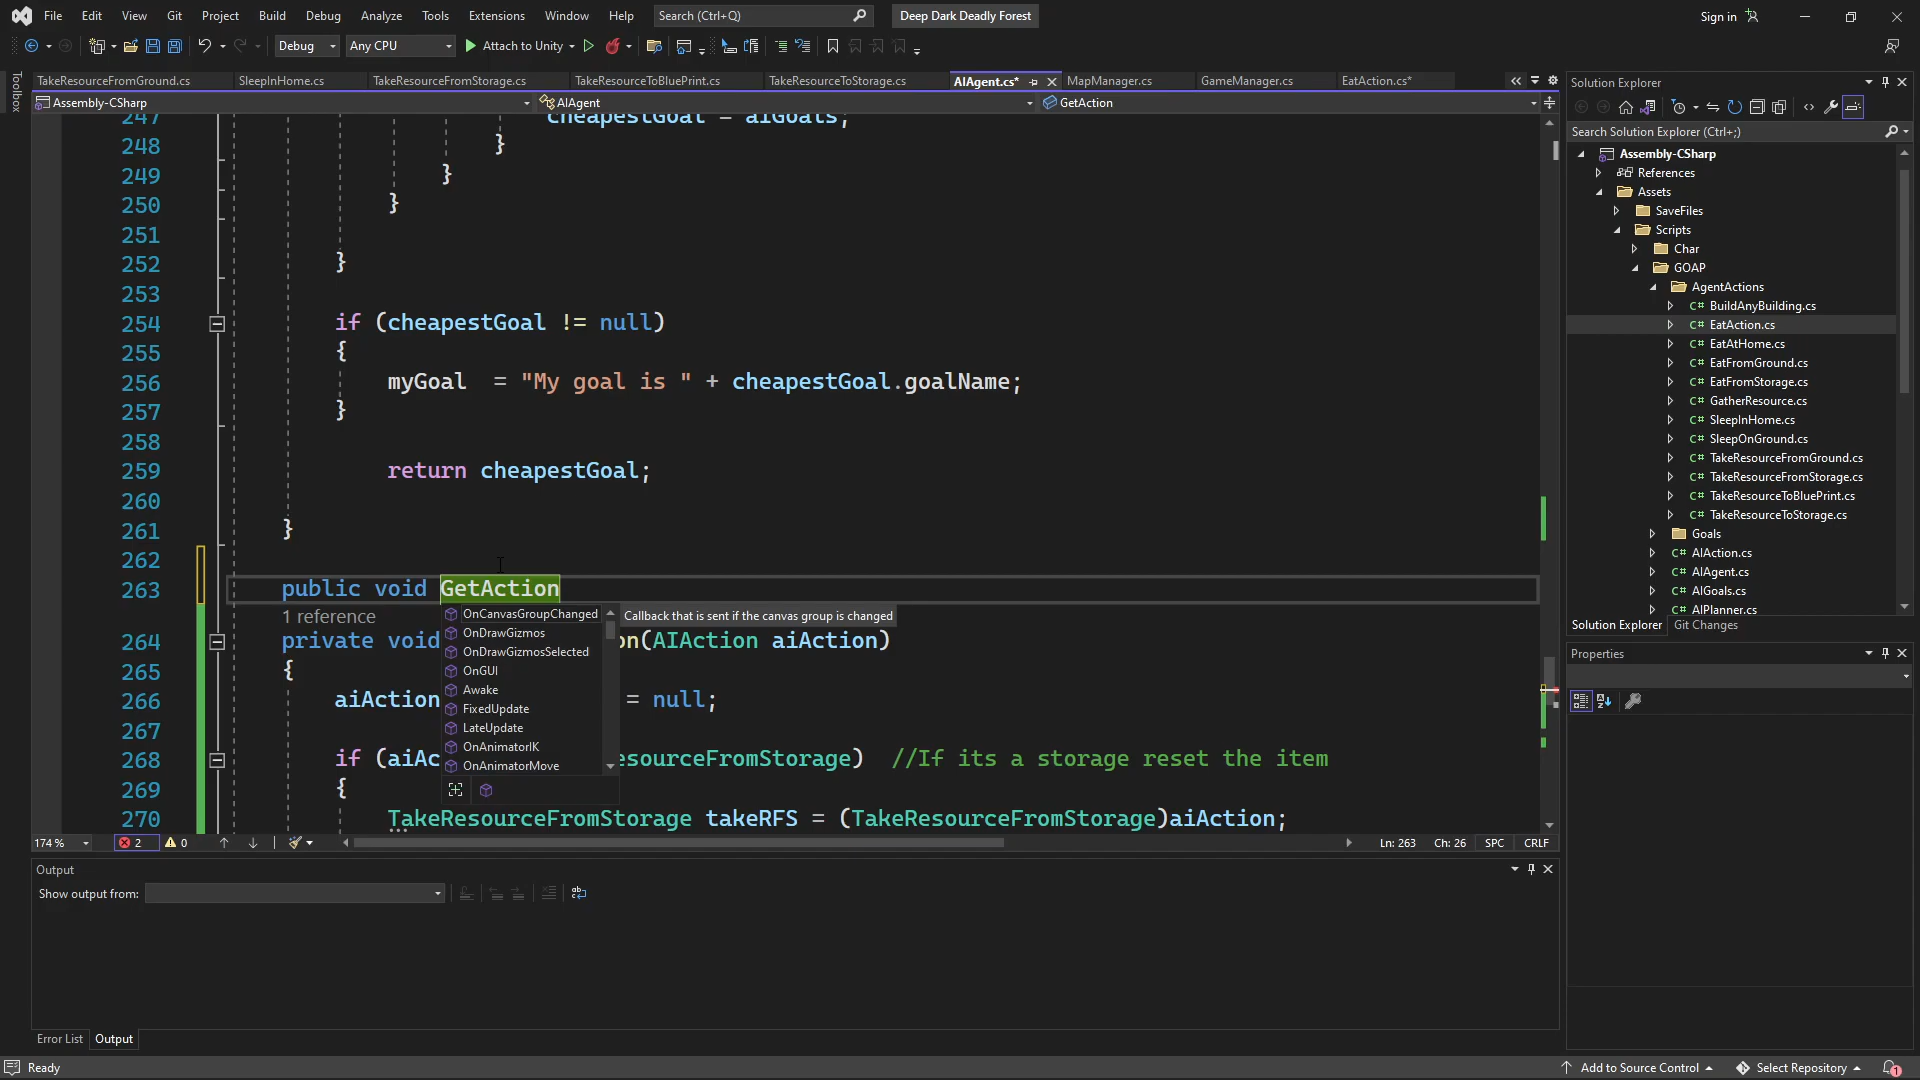 File Edit View Git Project Build Debug Analyze Tools Extensions Window Help Search (Ctrl+Q) Deep Dark Deadly Forest Sign in
Debug Any CPU Attach to Unity
Toolbox
TakeResourceFromGround.cs SleepInHome.cs TakeResourceFromStorage.cs TakeResourceToBluePrint.cs TakeResourceToStorage.cs AIAgent.cs* MapManager.cs GameManager.cs EatAction.cs*
Assembly-CSharp AIAgent GetAction
247 cheapestGoal = aiGoals;
248 }
249 }
250 }
251
252 }
253
254 if (cheapestGoal != null)
255 {
256 myGoal = "My goal is " + cheapestGoal.goalName;
257 }
258
259 return cheapestGoal;
260
261 }
262
263 public void GetAction
1 reference
264 private void on(AIAction aiAction)
265 {
266 aiAction = null;
267
268 if (aiAc esourceFromStorage) //If its a storage reset the item
269 {
270 TakeResourceFromStorage takeRFS = (TakeResourceFromStorage)aiAction;
OnCanvasGroupChanged
OnDrawGizmos
OnDrawGizmosSelected
OnGUI
Awake
FixedUpdate
LateUpdate
OnAnimatorIK
OnAnimatorMove
Callback that is sent if the canvas group is changed
174 % 2 0 Ln: 263 Ch: 26 SPC CRLF
Output
Show output from:
Error List Output
Solution Explorer
Search Solution Explorer (Ctrl+;)
Assembly-CSharp
References
Assets
SaveFiles
Scripts
Char
GOAP
AgentActions
C# BuildAnyBuilding.cs
C# EatAction.cs
C# EatAtHome.cs
C# EatFromGround.cs
C# EatFromStorage.cs
C# GatherResource.cs
C# SleepInHome.cs
C# SleepOnGround.cs
C# TakeResourceFromGround.cs
C# TakeResourceFromStorage.cs
C# TakeResourceToBluePrint.cs
C# TakeResourceToStorage.cs
Goals
C# AIAction.cs
C# AIAgent.cs
C# AIGoals.cs
C# AIPlanner.cs
Solution Explorer Git Changes
Properties
Ready Add to Source Control Select Repository 1